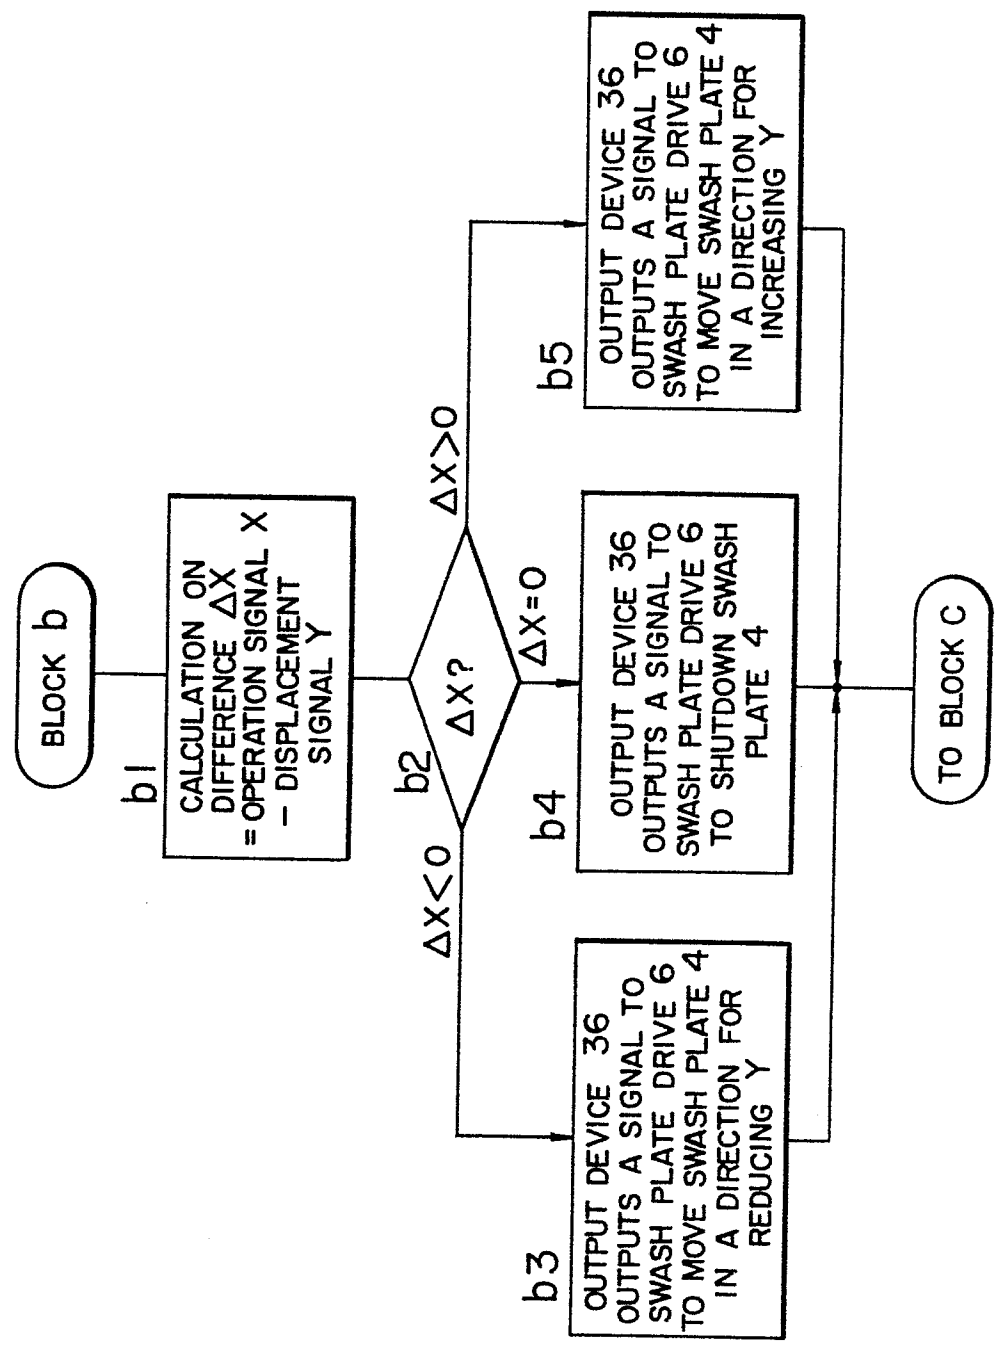 BLOCK b
b1
CALCULATION ON
DIFFERENCE ΔX
= OPERATION SIGNAL X
– DISPLACEMENT
SIGNAL Y
b2
ΔX?
ΔX<0
ΔX=0
ΔX>0
b3
OUTPUT DEVICE 36
OUTPUTS A SIGNAL TO
SWASH PLATE DRIVE 6
TO MOVE SWASH PLATE 4
IN A DIRECTION FOR
REDUCING Y
b4
OUTPUT DEVICE 36
OUTPUTS A SIGNAL TO
SWASH PLATE DRIVE 6
TO SHUTDOWN SWASH
PLATE 4
b5
OUTPUT DEVICE 36
OUTPUTS A SIGNAL TO
SWASH PLATE DRIVE 6
TO MOVE SWASH PLATE 4
IN A DIRECTION FOR
INCREASING Y
TO BLOCK C